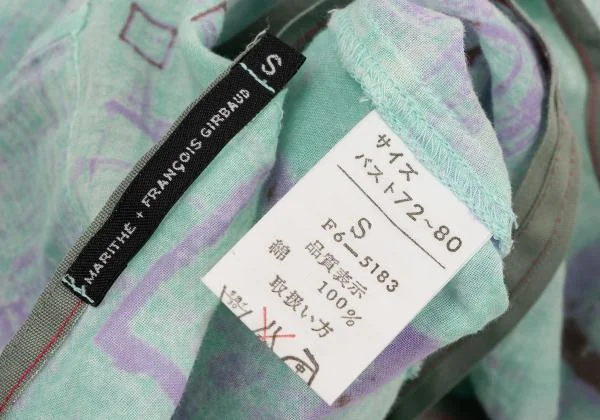 S
MARITHE + FRANÇOIS GIRBAUD
サイズ
バスト72~80
S
F6—5183
品質表示
綿 100%
取扱い方
中